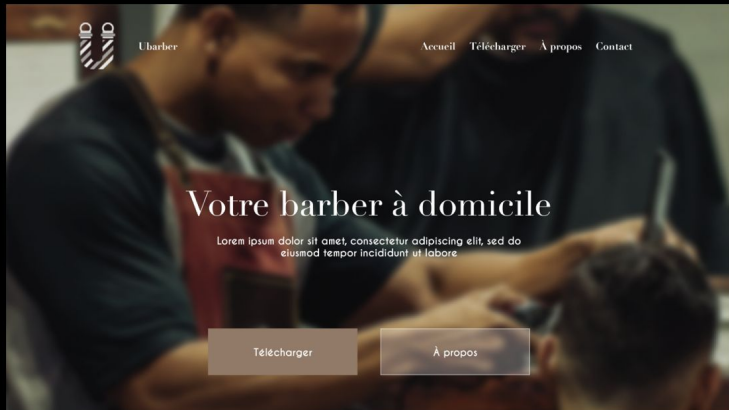 Ubarber
Accueil Télécharger À propos Contact
Votre barber à domicile
Lorem ipsum dolor sit amet, consectetur adipiscing elit, sed do
eiusmod tempor incididunt ut labore
Télécharger
À propos